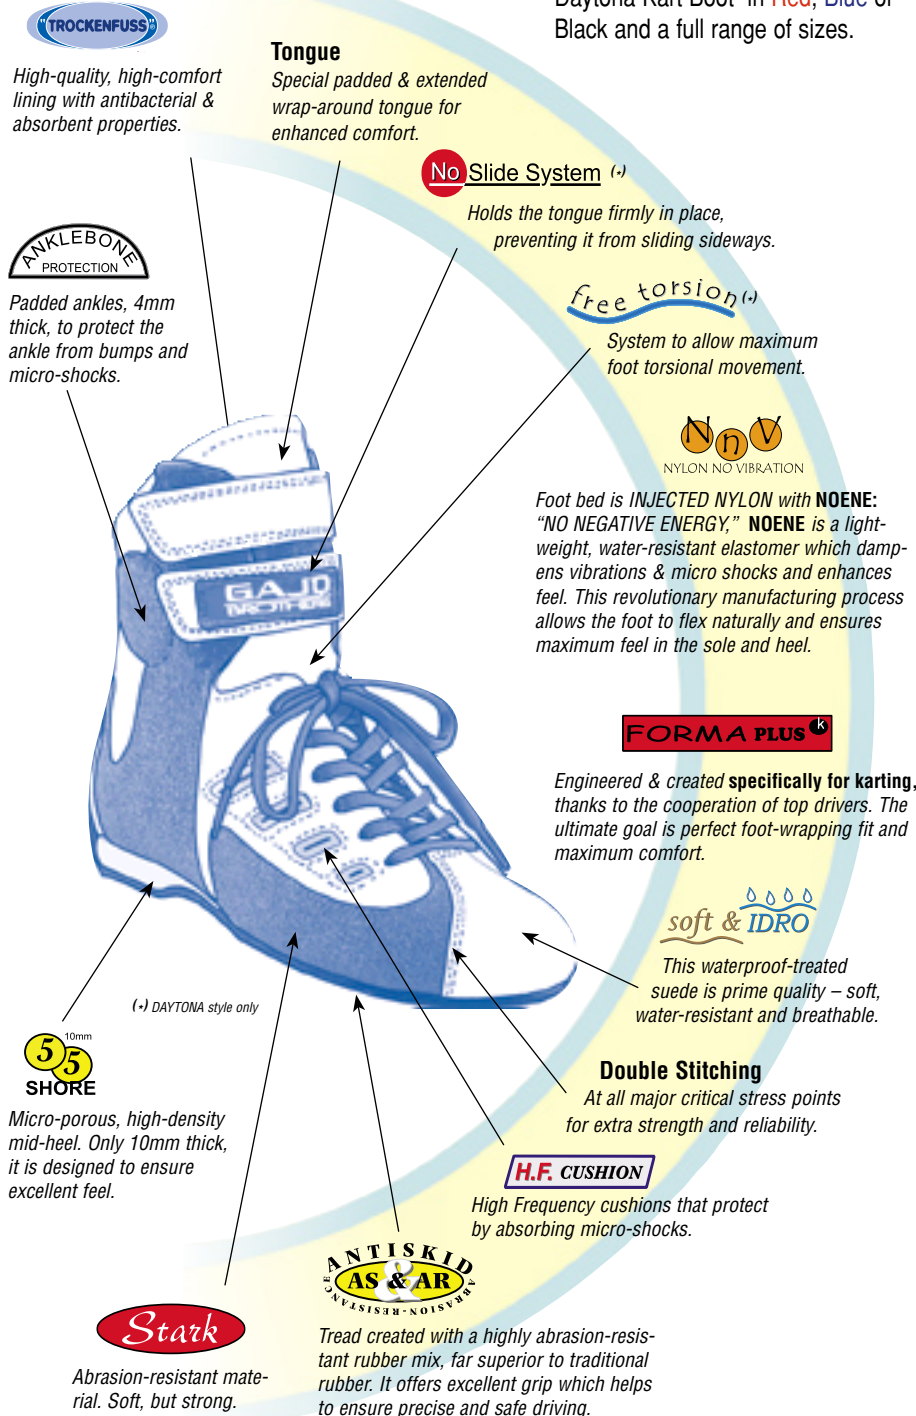 Daytona Kart Boot in Red, Blue or
Black and a full range of sizes.
"TROCKENFUSS"®
High-quality, high-comfort
lining with antibacterial &
absorbent properties.
Tongue
Special padded & extended
wrap-around tongue for
enhanced comfort.
No Slide System (*)
Holds the tongue firmly in place,
preventing it from sliding sideways.
ANKLEBONE
PROTECTION
Padded ankles, 4mm
thick, to protect the
ankle from bumps and
micro-shocks.
free torsion (*)
System to allow maximum
foot torsional movement.
NnV
NYLON NO VIBRATION
Foot bed is INJECTED NYLON with NOENE:
“NO NEGATIVE ENERGY,” NOENE is a light-
weight, water-resistant elastomer which damp-
ens vibrations & micro shocks and enhances
feel. This revolutionary manufacturing process
allows the foot to flex naturally and ensures
maximum feel in the sole and heel.
GAJO
BROTHERS
FORMA PLUS k
Engineered & created specifically for karting,
thanks to the cooperation of top drivers. The
ultimate goal is perfect foot-wrapping fit and
maximum comfort.
soft & IDRO
This waterproof-treated
suede is prime quality – soft,
water-resistant and breathable.
(*) DAYTONA style only
55 10mm
SHORE
Micro-porous, high-density
mid-heel. Only 10mm thick,
it is designed to ensure
excellent feel.
Double Stitching
At all major critical stress points
for extra strength and reliability.
H.F. CUSHION
High Frequency cushions that protect
by absorbing micro-shocks.
ANTISKID
AS & AR
ABRASION-RESISTANCE
Tread created with a highly abrasion-resis-
tant rubber mix, far superior to traditional
rubber. It offers excellent grip which helps
to ensure precise and safe driving.
Stark
Abrasion-resistant mate-
rial. Soft, but strong.